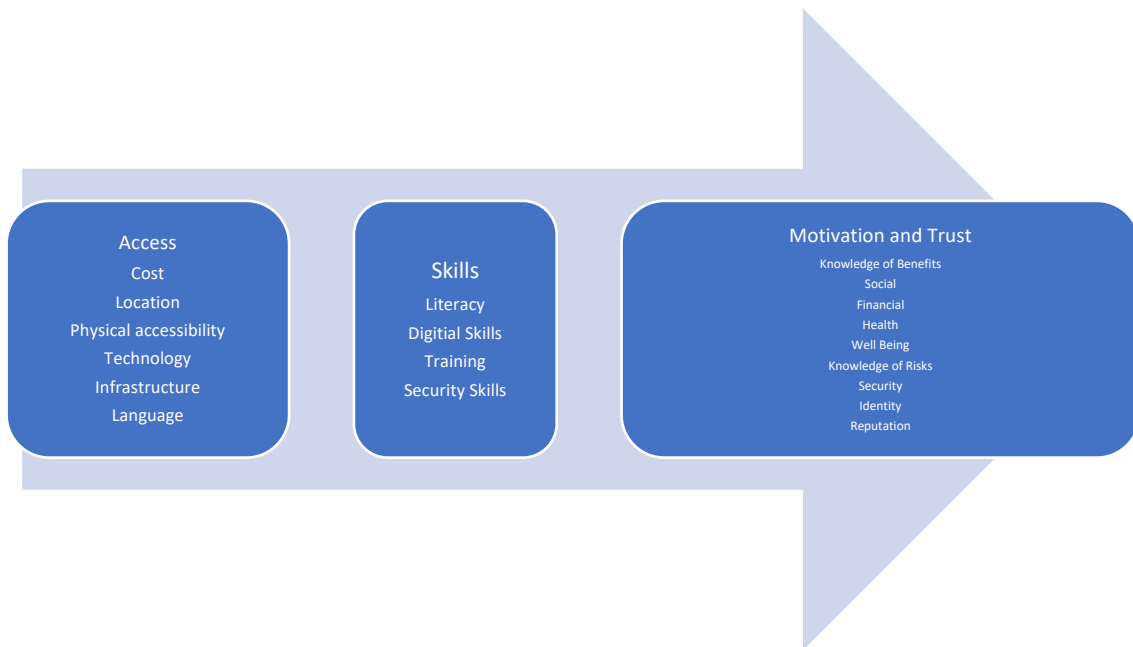 Access
Cost
Location
Physical accessibility
Technology
Infrastructure
Language
Skills
Literacy
Digitial Skills
Training
Security Skills
Motivation and Trust
Knowledge of Benefits
Social
Financial
Health
Well Being
Knowledge of Risks
Security
Identity
Reputation